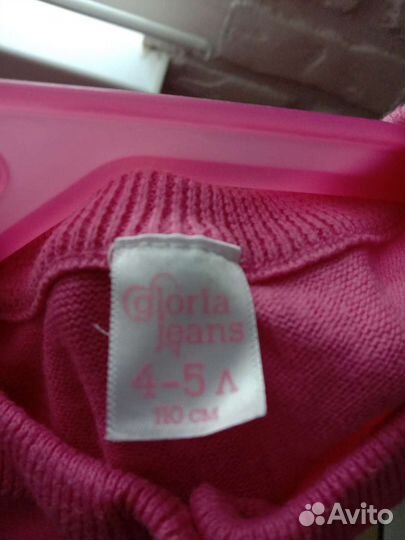 gloria
jeans
4-5 Л
110 см
Avito